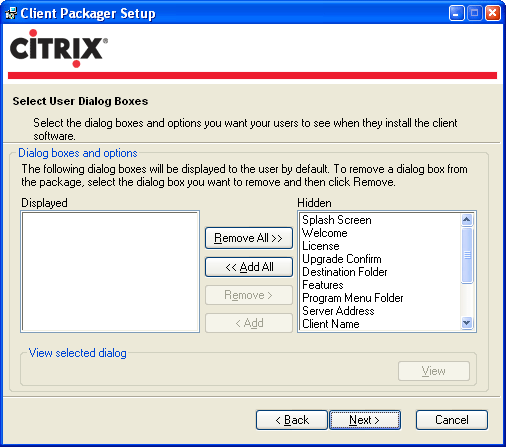 Client Packager Setup
CITRIX®
Select User Dialog Boxes
Select the dialog boxes and options you want your users to see when they install the client
software.
Dialog boxes and options
The following dialog boxes will be displayed to the user by default. To remove a dialog box from
the package, select the dialog box you want to remove and then click Remove.
Displayed
Hidden
Splash Screen
Welcome
License
Upgrade Confirm
Destination Folder
Features
Program Menu Folder
Server Address
Client Name
Remove All >>
<< Add All
Remove >
< Add
View selected dialog
View
< Back
Next >
Cancel